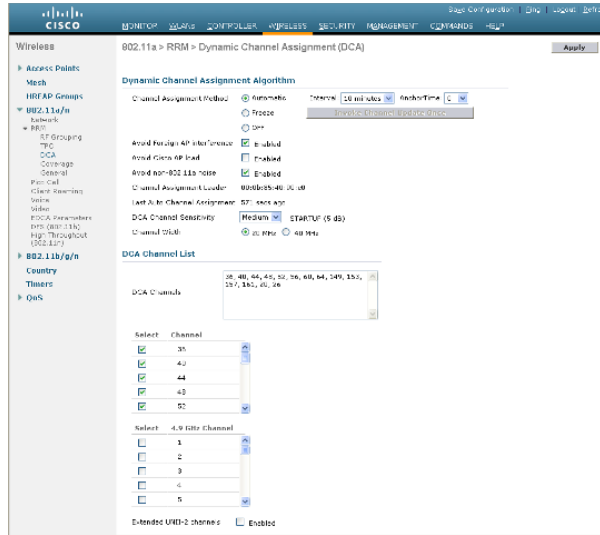 Save Configuration | Ping | Logout Refre
CISCO
MONITOR WLANs CONTROLLER WIRELESS SECURITY MANAGEMENT COMMANDS HELP
Wireless
802.11a > RRM > Dynamic Channel Assignment (DCA)
Apply
Access Points
Mesh
HREAP Groups
802.11a/n
Network
RRM
RF Grouping
TPC
DCA
Coverage
General
Pico Cell
Client Roaming
Voice
Video
EDCA Parameters
DFS (802.11h)
High Throughput
(802.11n)
802.11b/g/n
Country
Timers
QoS
Dynamic Channel Assignment Algorithm
Channel Assignment Method Automatic Interval 10 minutes AnchorTime
Freeze Invoke Channel Update Once
OFF
Avoid Foreign AP interference Enabled
Avoid Cisco AP load Enabled
Avoid non-802.11a noise Enabled
Channel Assignment Leader
Last Auto Channel Assignment 571 secs ago
DCA Channel Sensitivity Medium STARTUP (5 dB)
Channel Width 20 MHz 40 MHz
DCA Channel List
DCA Channels
36, 40, 44, 48, 52, 56, 60, 64, 149, 153,
157, 161,
Select Channel
36
40
44
48
52
Select 4.9 GHz Channel
1
2
3
4
5
Extended UNII-2 channels Enabled